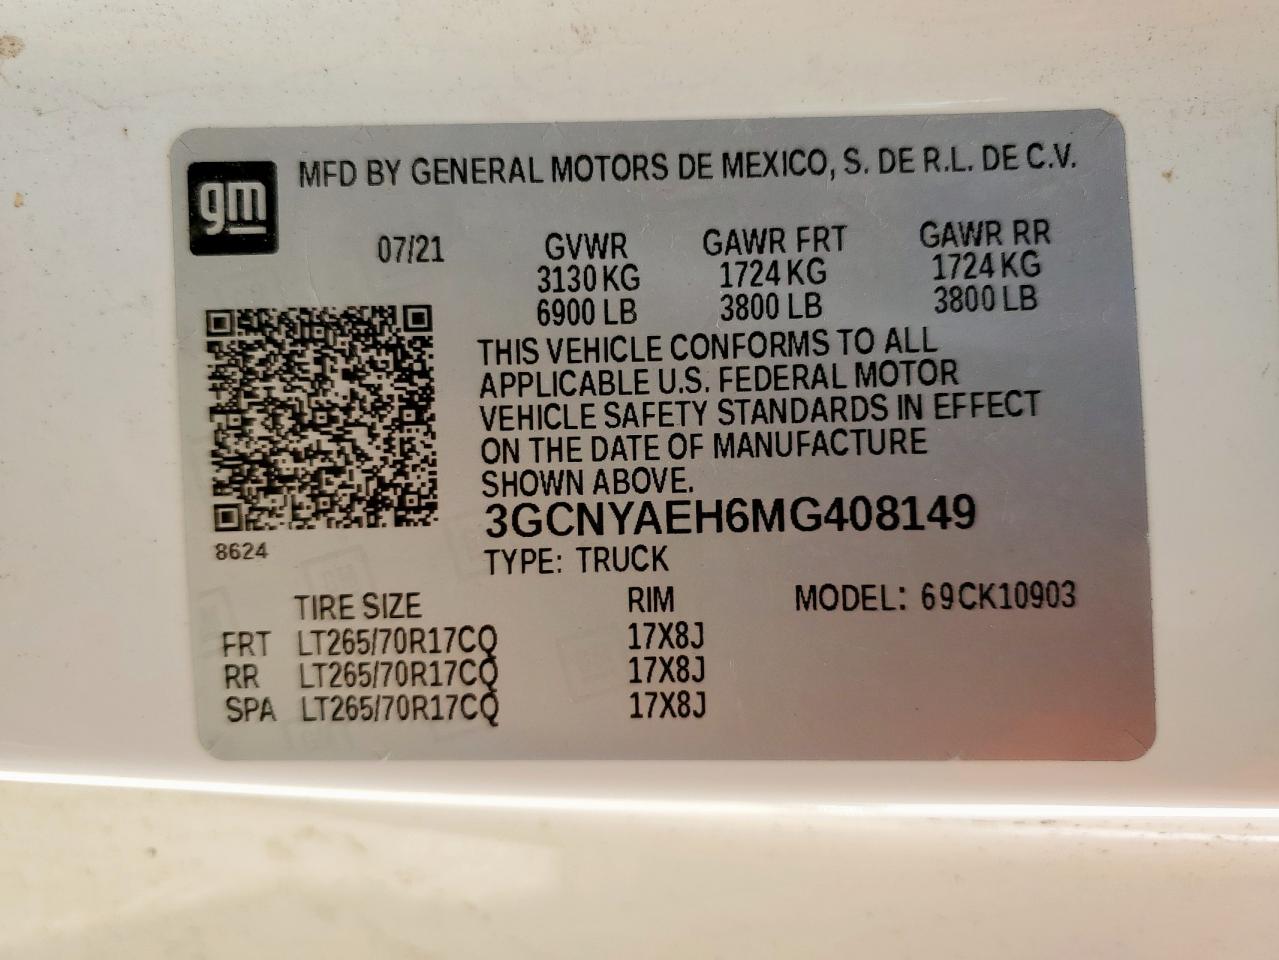 gm
MFD BY GENERAL MOTORS DE MEXICO, S. DE R.L. DE C.V.
07/21 GVWR GAWR FRT GAWR RR
3130 KG 1724 KG 1724 KG
6900 LB 3800 LB 3800 LB
THIS VEHICLE CONFORMS TO ALL
APPLICABLE U.S. FEDERAL MOTOR
VEHICLE SAFETY STANDARDS IN EFFECT
ON THE DATE OF MANUFACTURE
SHOWN ABOVE.
3GCNYAEH6MG408149
8624
TYPE: TRUCK
TIRE SIZE RIM MODEL: 69CK10903
FRT LT265/70R17CQ 17X8J
RR LT265/70R17CQ 17X8J
SPA LT265/70R17CQ 17X8J